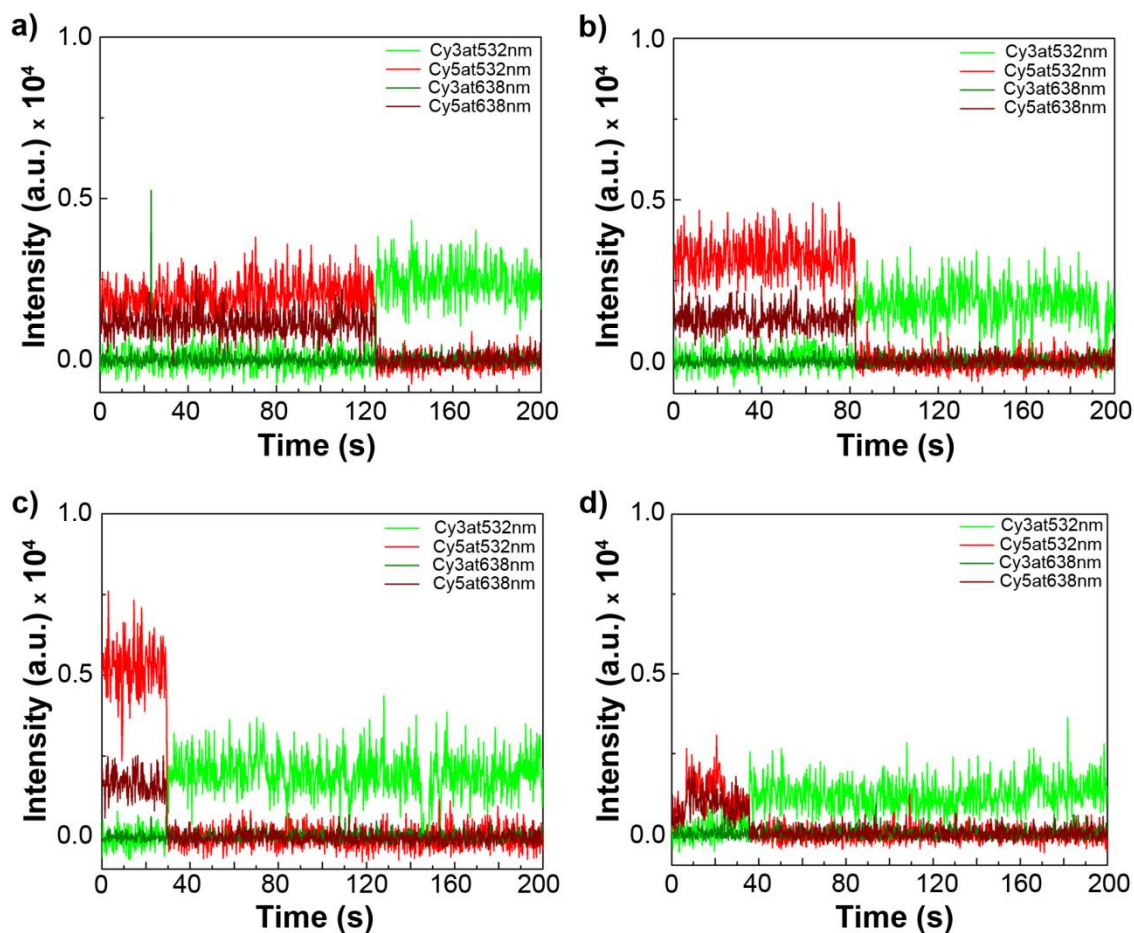 a)
1.0
0.5
0.0
Intensity (a.u.) x 10⁴
Cy3at532nm
Cy5at532nm
Cy3at638nm
Cy5at638nm
0 40 80 120 160 200
Time (s)
b)
1.0
0.5
0.0
Intensity (a.u.) x 10⁴
Cy3at532nm
Cy5at532nm
Cy3at638nm
Cy5at638nm
0 40 80 120 160 200
Time (s)
c)
1.0
0.5
0.0
Intensity (a.u.) x 10⁴
Cy3at532nm
Cy5at532nm
Cy3at638nm
Cy5at638nm
0 40 80 120 160 200
Time (s)
d)
1.0
0.5
0.0
Intensity (a.u.) x 10⁴
Cy3at532nm
Cy5at532nm
Cy3at638nm
Cy5at638nm
0 40 80 120 160 200
Time (s)